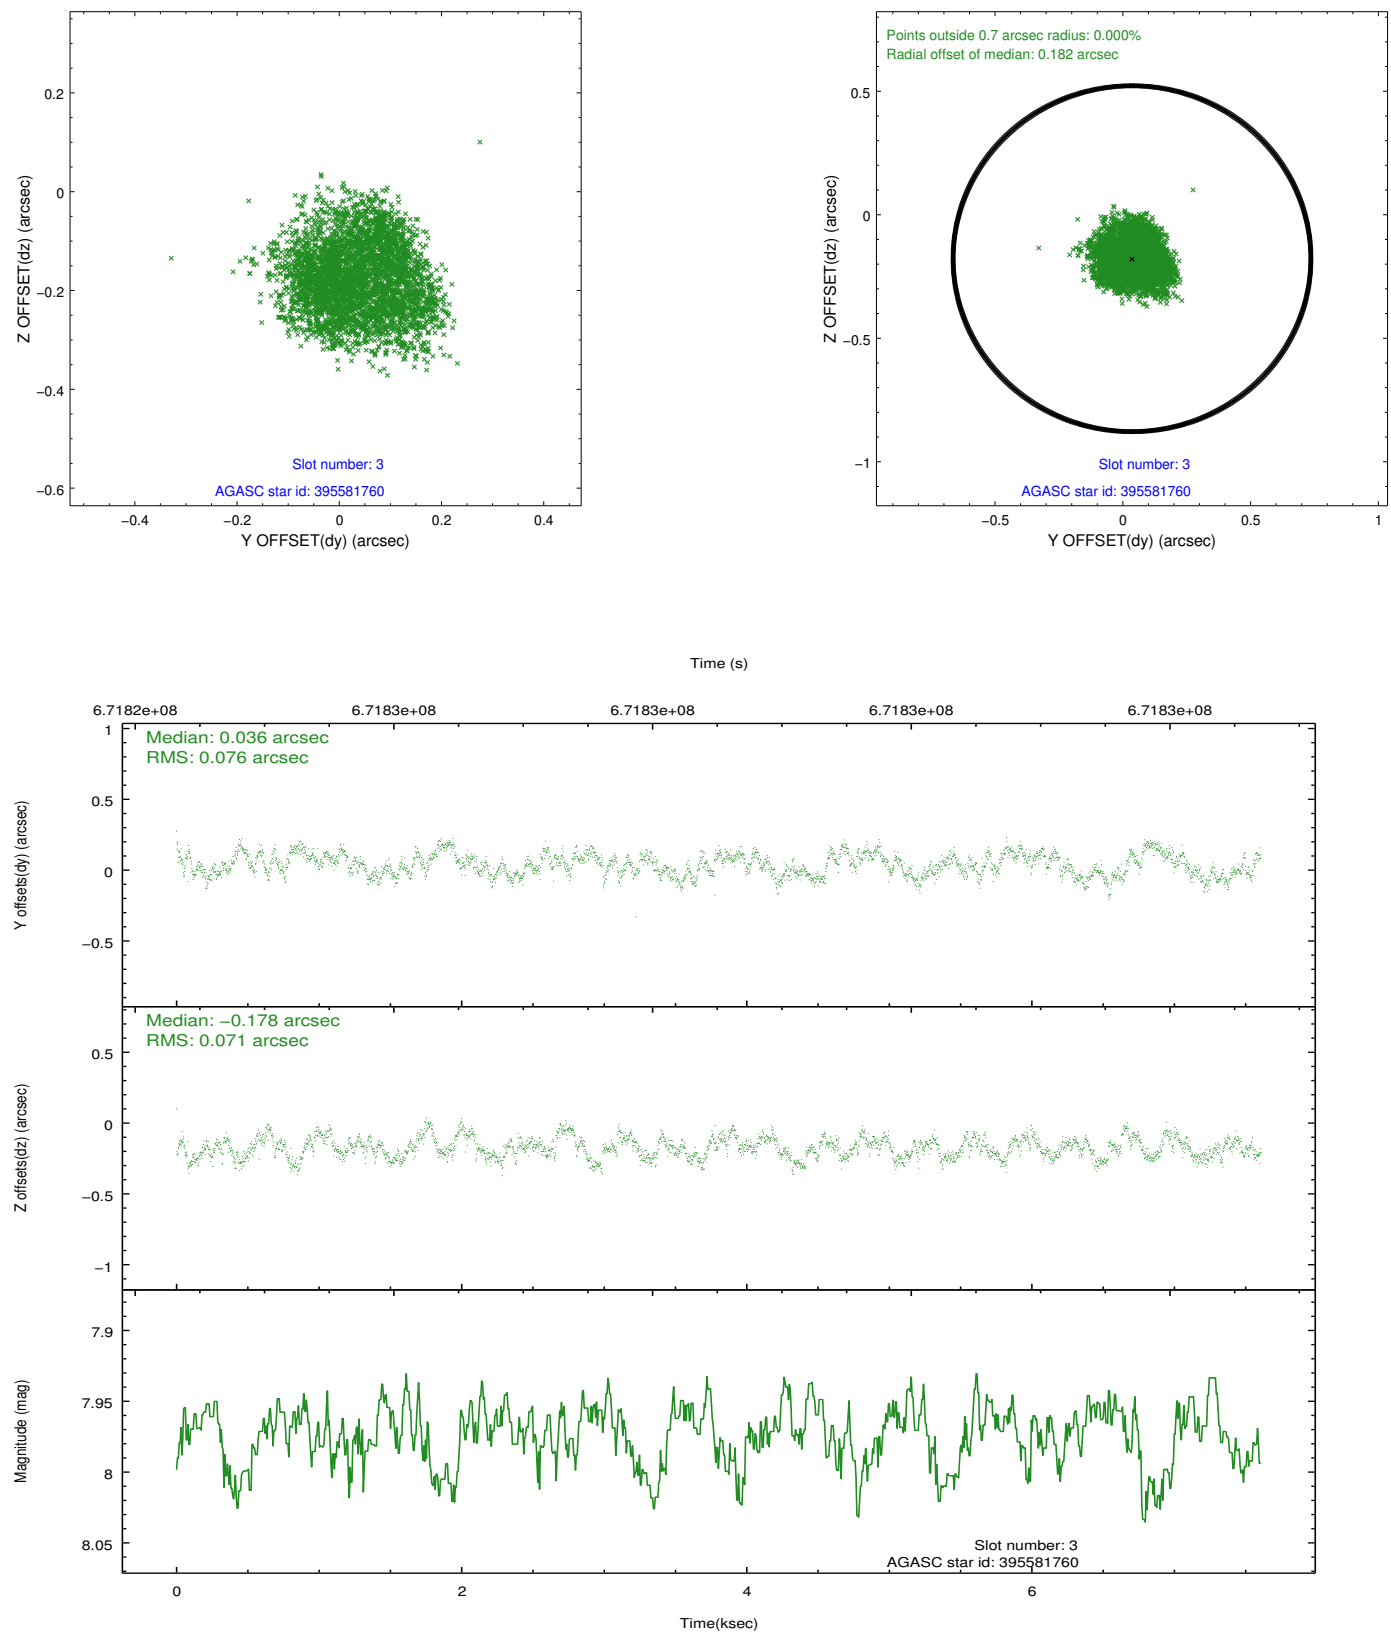 0.2
0
−0.2
−0.4
−0.6
−0.4
−0.2
0
0.2
0.4
Z OFFSET(dz) (arcsec)
Y OFFSET(dy) (arcsec)
Slot number: 3
AGASC star id: 395581760
Points outside 0.7 arcsec radius: 0.000%
Radial offset of median: 0.182 arcsec
0.5
0
−0.5
−1
−0.5
0
0.5
1
Z OFFSET(dz) (arcsec)
Y OFFSET(dy) (arcsec)
Slot number: 3
AGASC star id: 395581760
Time (s)
6.7182e+08
6.7183e+08
6.7183e+08
6.7183e+08
6.7183e+08
Median: 0.036 arcsec
RMS: 0.076 arcsec
1
0.5
0
−0.5
Y offsets(dy) (arcsec)
Median: −0.178 arcsec
RMS: 0.071 arcsec
0.5
0
−0.5
−1
Z offsets(dz) (arcsec)
7.9
7.95
8
8.05
Magnitude (mag)
Slot number: 3
AGASC star id: 395581760
0
2
4
6
Time(ksec)